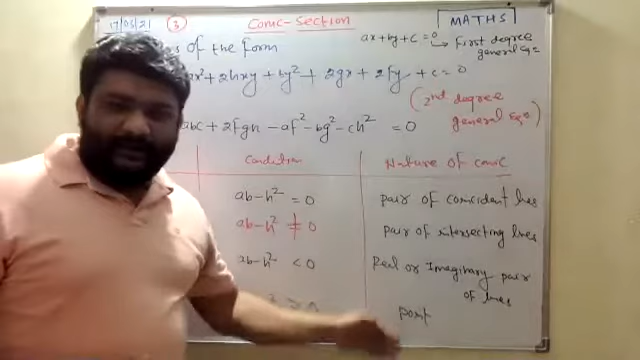 17/05/21 3 Conic-Section MATHS
ax+by+c=0 → First degree
general Eq=
of the form
x²+2hxy+by²+2gx+2fy+c=0
(2nd degree
general Eq)
abc+2fgh-af²-bg²-ch²=0
Condition Nature of conic
ab-h²=0 pair of coincident lines
ab-h²≠0 pair of intersecting lines
ab-h²<0 Real or Imaginary pair
of lines
point